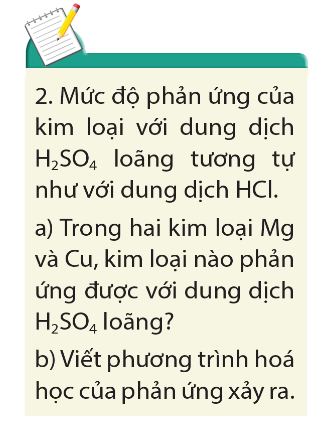 2. Mức độ phản ứng của
kim loại với dung dịch
H₂SO₄ loãng tương tự
như với dung dịch HCl.
a) Trong hai kim loại Mg
và Cu, kim loại nào phản
ứng được với dung dịch
H₂SO₄ loãng?
b) Viết phương trình hoá
học của phản ứng xảy ra.